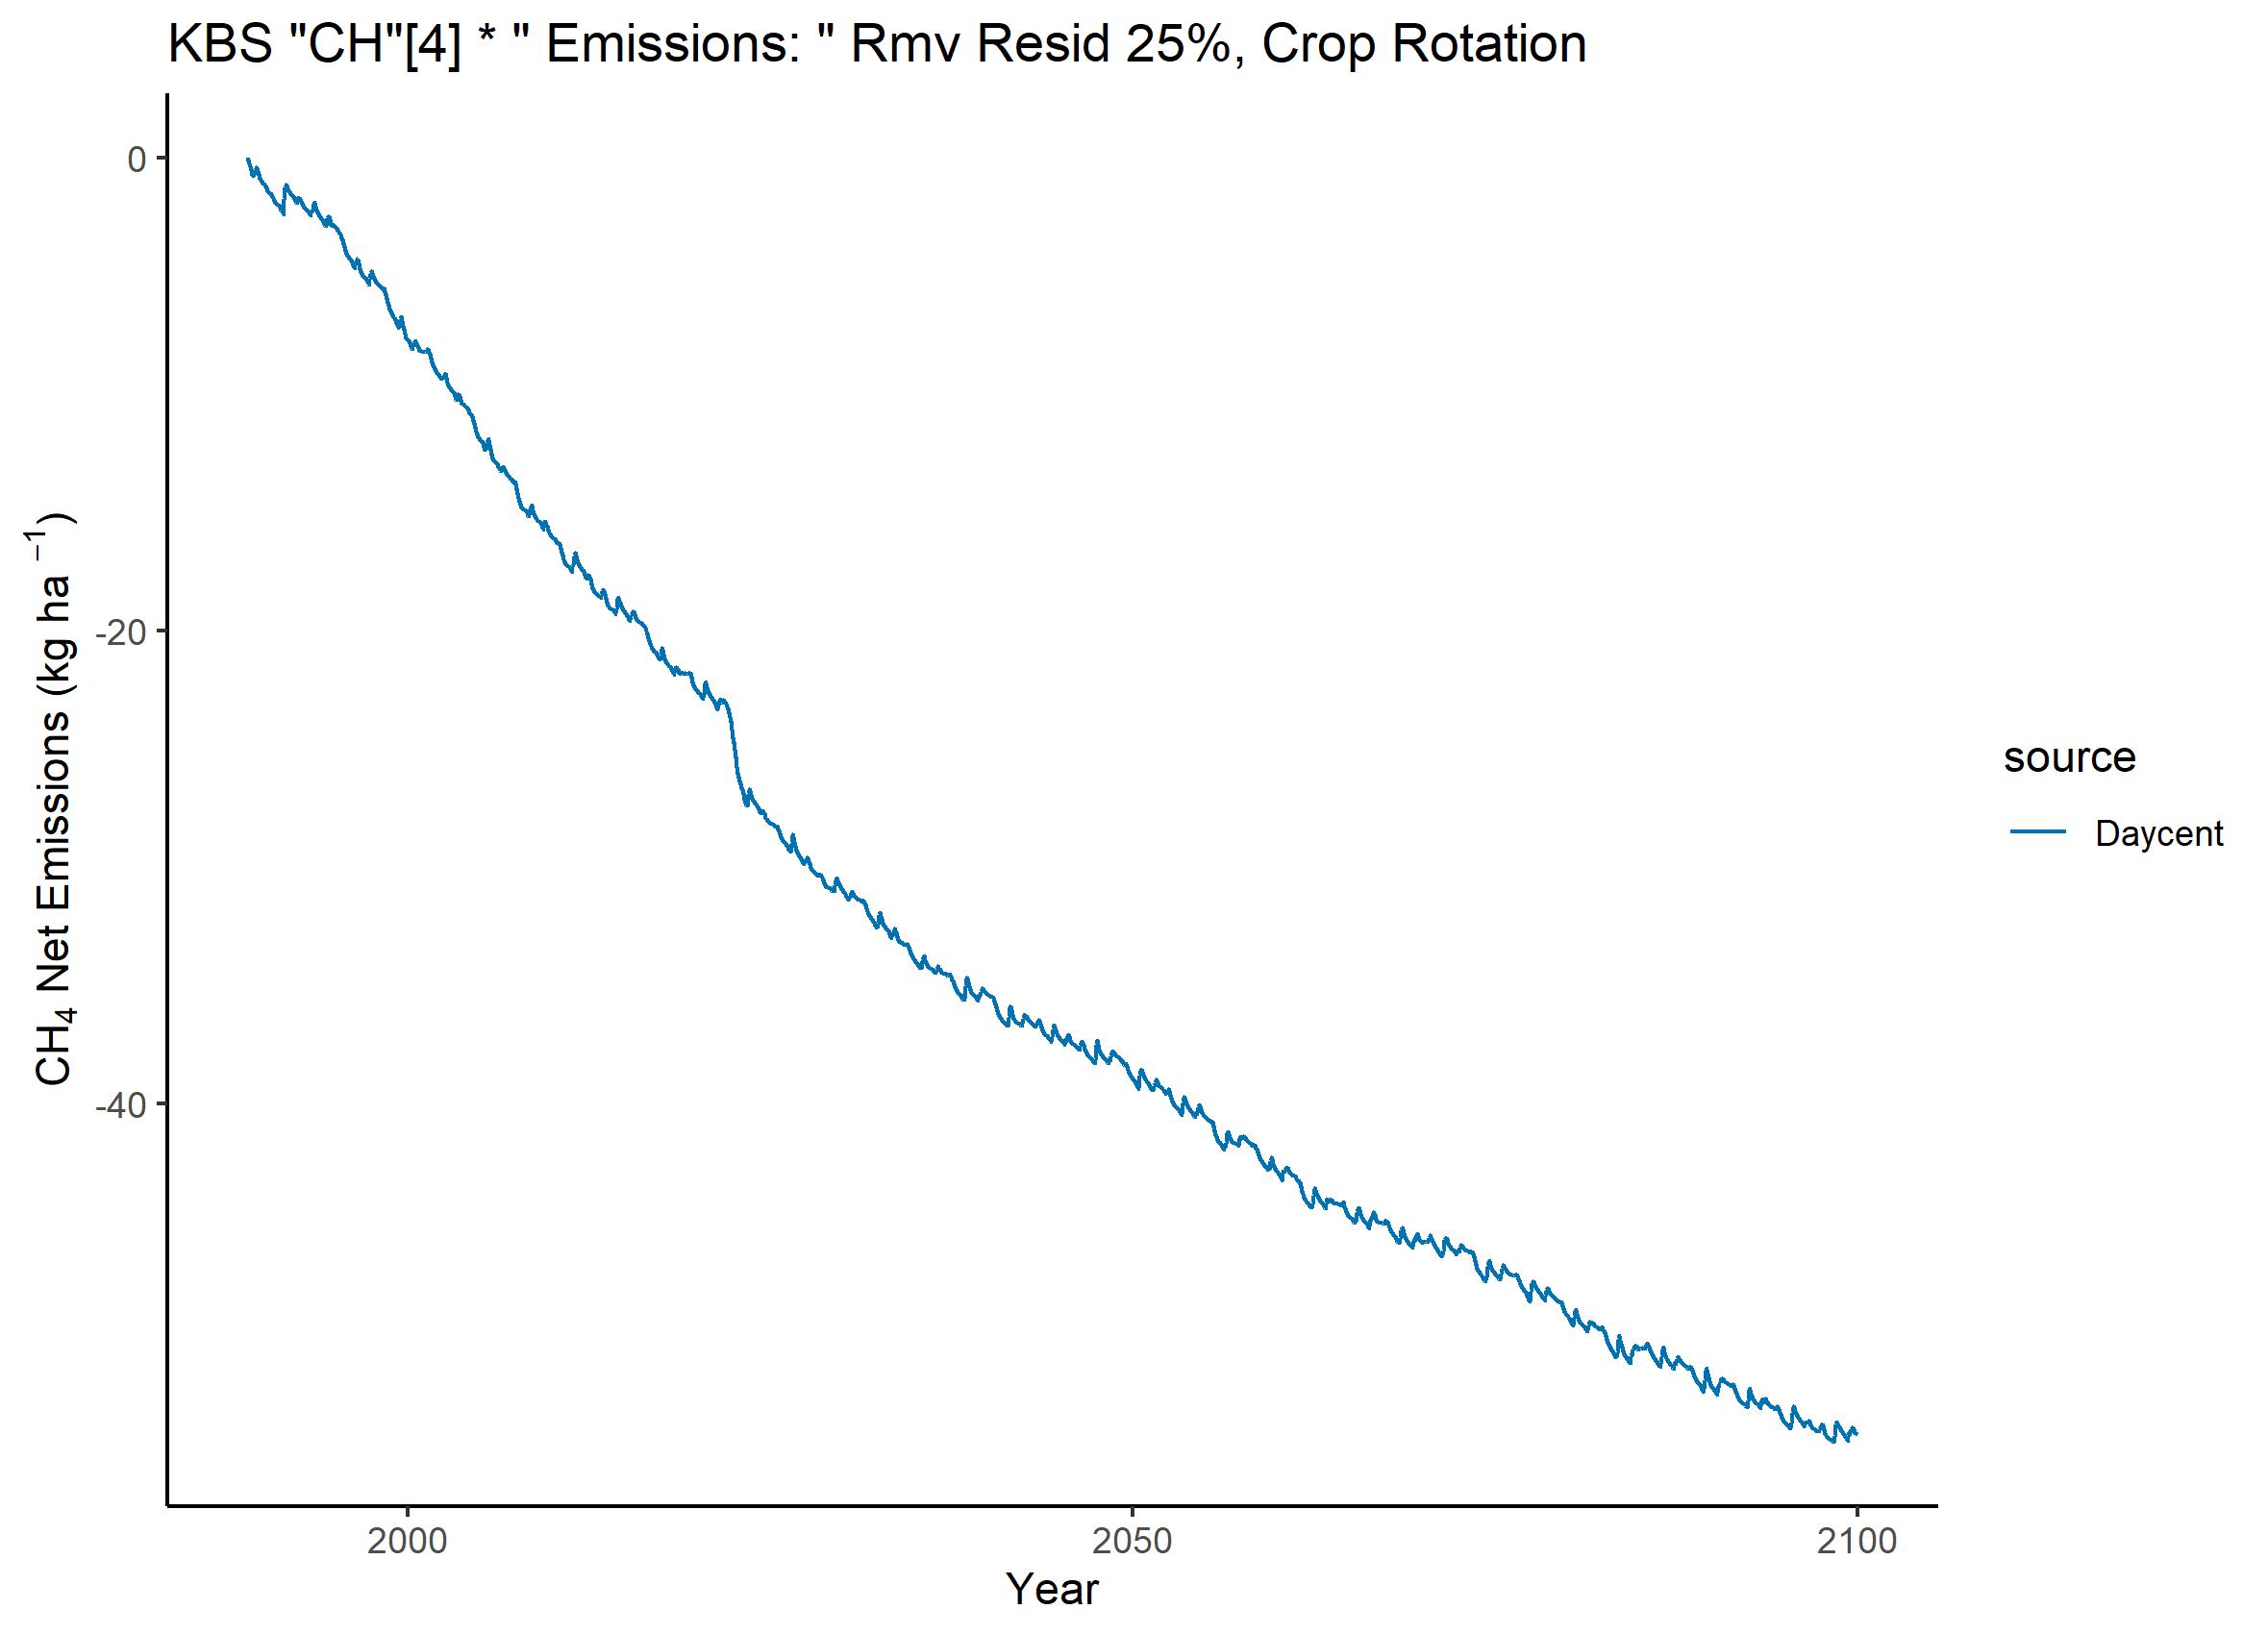 KBS "CH"[4] * " Emissions: " Rmv Resid 25%, Crop Rotation
CH₄ Net Emissions (kg ha ⁻¹)
0
-20
-40
2000
2050
2100
Year
source
Daycent